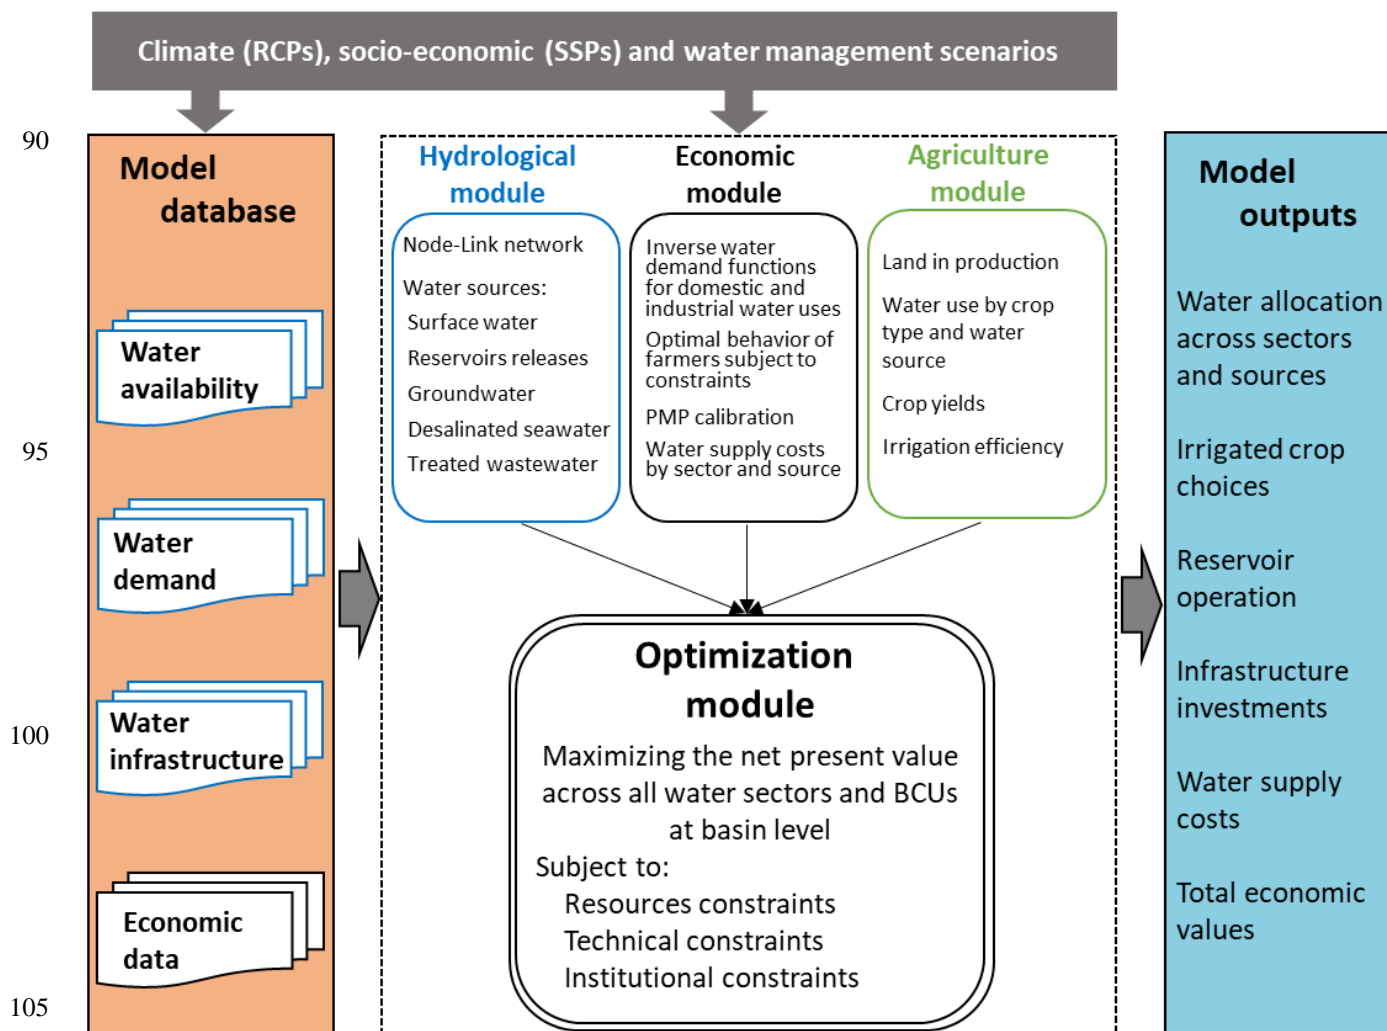 Climate (RCPs), socio-economic (SSPs) and water management scenarios
90
95
100
105
Model
database
Water
availability
Water
demand
Water
infrastructure
Economic
data
Hydrological
module
Node-Link network
Water sources:
Surface water
Reservoirs releases
Groundwater
Desalinated seawater
Treated wastewater
Economic
module
Inverse water
demand functions
for domestic and
industrial water uses
Optimal behavior of
farmers subject to
constraints
PMP calibration
Water supply costs
by sector and source
Agriculture
module
Land in production
Water use by crop
type and water
source
Crop yields
Irrigation efficiency
Optimization
module
Maximizing the net present value
across all water sectors and BCUs
at basin level
Subject to:
Resources constraints
Technical constraints
Institutional constraints
Model
outputs
Water allocation
across sectors
and sources
Irrigated crop
choices
Reservoir
operation
Infrastructure
investments
Water supply
costs
Total economic
values